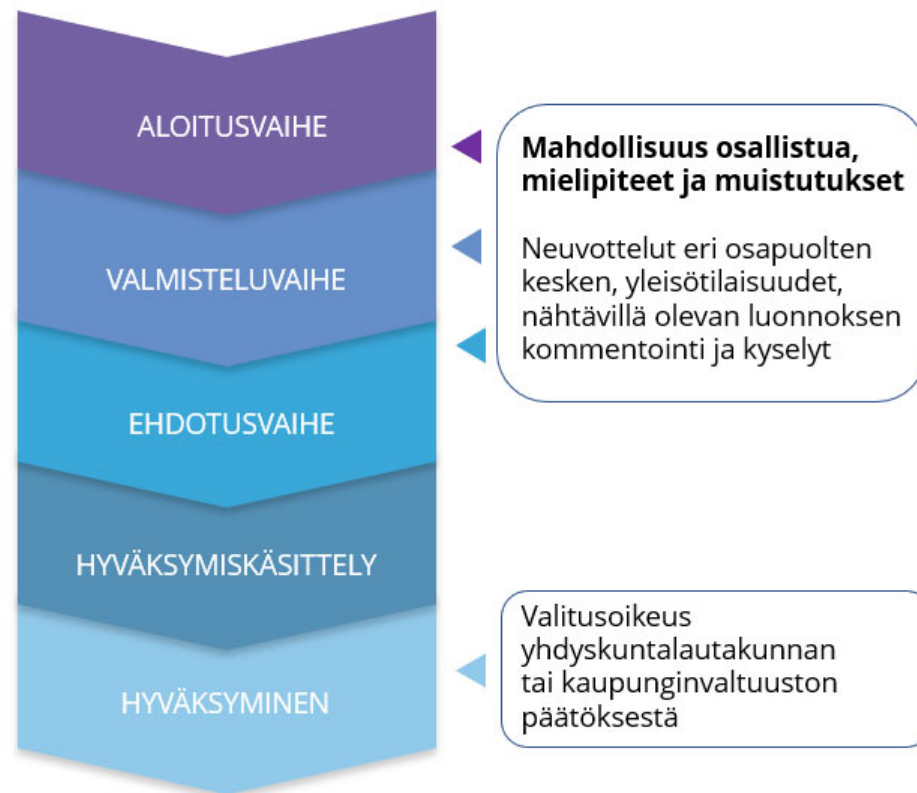 ALOITUSVAIHE
Mahdollisuus osallistua,
mielipiteet ja muistutukset
VALMISTELUVAIHE
Neuvottelut eri osapuolten
kesken, yleisötilaisuudet,
nähtävillä olevan luonnoksen
kommentointi ja kyselyt
EHDOTUSVAIHE
HYVÄKSYMISKÄSITTELY
HYVÄKSYMINEN
Valitusoikeus
yhdyskuntalautakunnan
tai kaupunginvaltuuston
päätöksestä